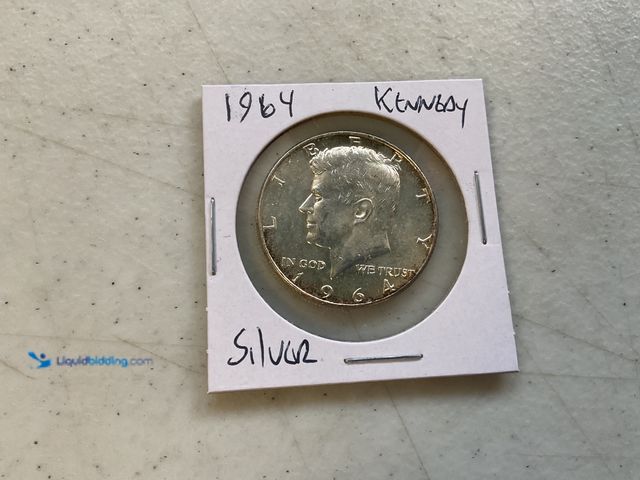 1964 KENNEDY
LIBERTY
IN GOD WE TRUST
1964
Liquidbidding.com
SilvER